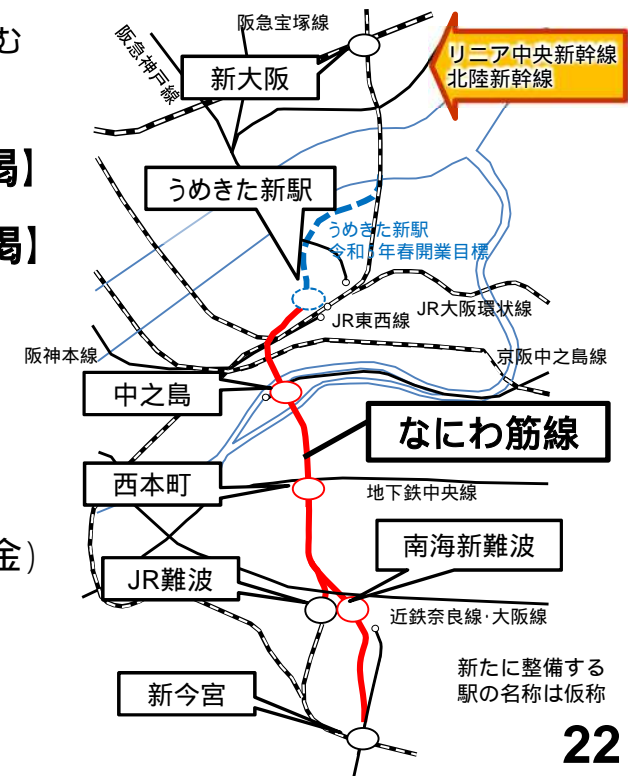 む
阪急宝塚線
阪急神戸線
リニア中央新幹線
北陸新幹線
新大阪
掲】
うめきた新駅
掲】
うめきた新駅
令和 年春開業目標
JR大阪環状線
JR東西線
阪神本線
京阪中之島線
中之島
なにわ筋線
西本町
地下鉄中央線
金）
南海新難波
JR難波
近鉄奈良線･大阪線
新たに整備する
駅の名称は仮称
新今宮
22